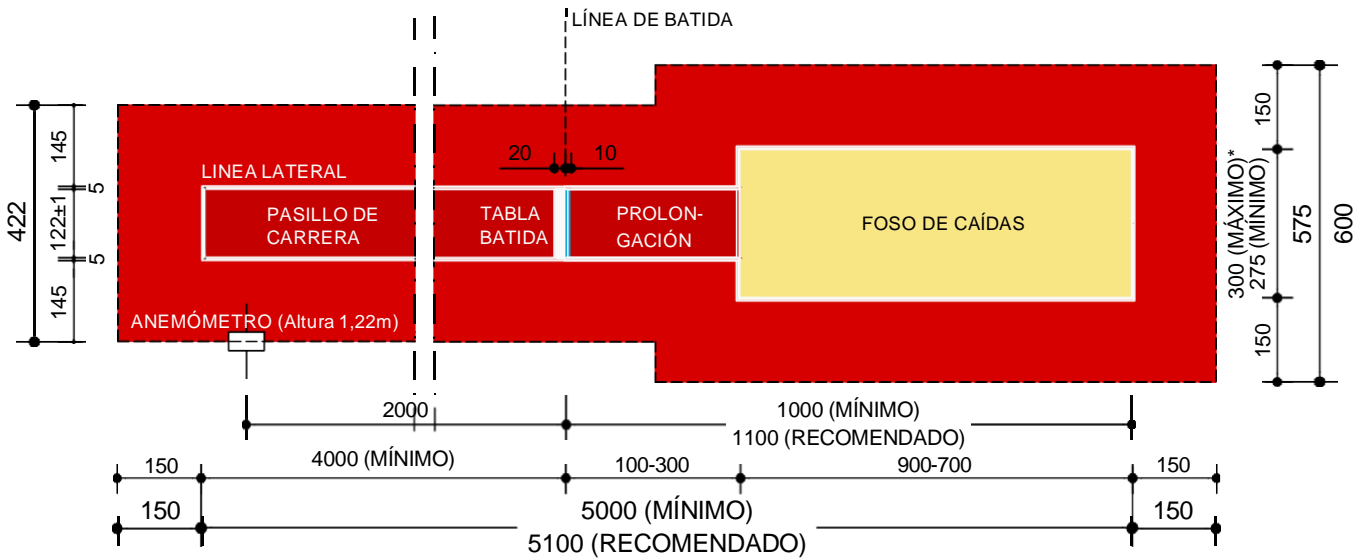 LÍNEA DE BATIDA
20
10
LINEA LATERAL
PASILLO DE
CARRERA
TABLA
BATIDA
PROLON-
GACIÓN
FOSO DE CAÍDAS
ANEMÓMETRO (Altura 1,22m)
422
145
5
122±1
5
145
150
300 (MÁXIMO)*
275 (MINIMO)
150
575
600
2000
1000 (MÍNIMO)
1100 (RECOMENDADO)
150
4000 (MÍNIMO)
100-300
900-700
150
150
5000 (MÍNIMO)
5100 (RECOMENDADO)
150